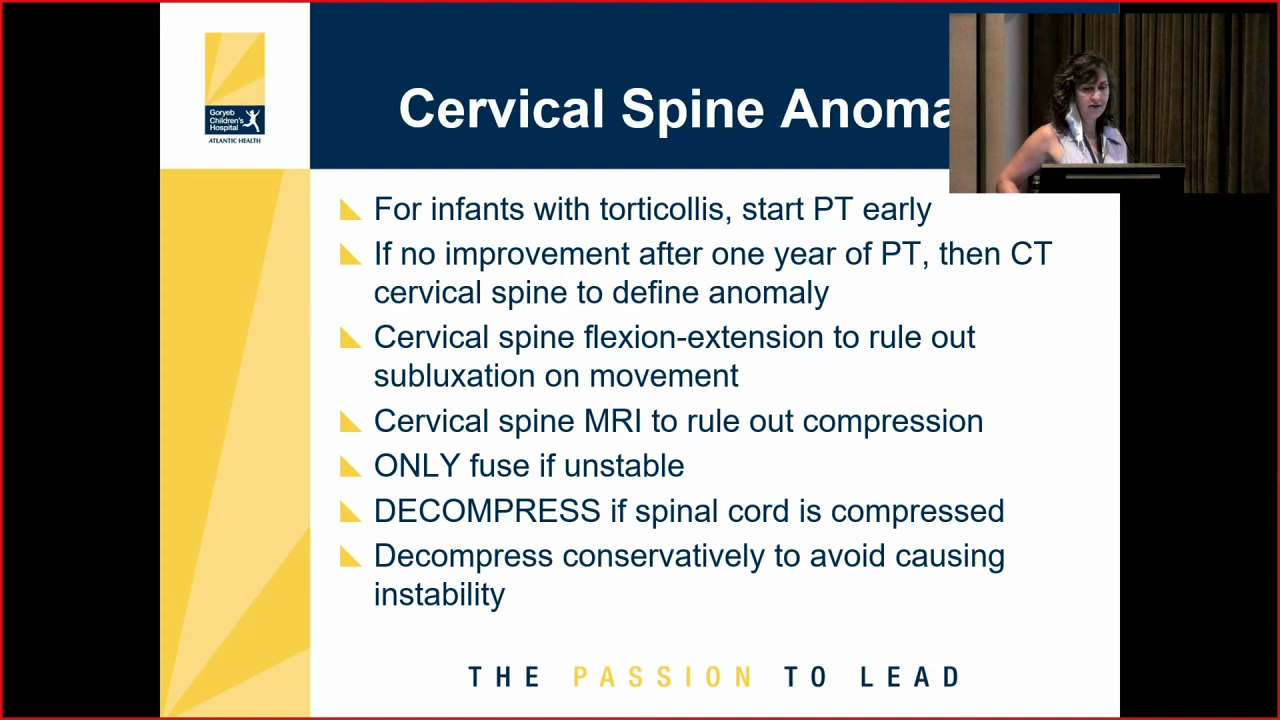 Goryeb
Children's
Hospital
ATLANTIC HEALTH
Cervical Spine Anoma
For infants with torticollis, start PT early
If no improvement after one year of PT, then CT
cervical spine to define anomaly
Cervical spine flexion-extension to rule out
subluxation on movement
Cervical spine MRI to rule out compression
ONLY fuse if unstable
DECOMPRESS if spinal cord is compressed
Decompress conservatively to avoid causing
instability
THE PASSION TO LEAD